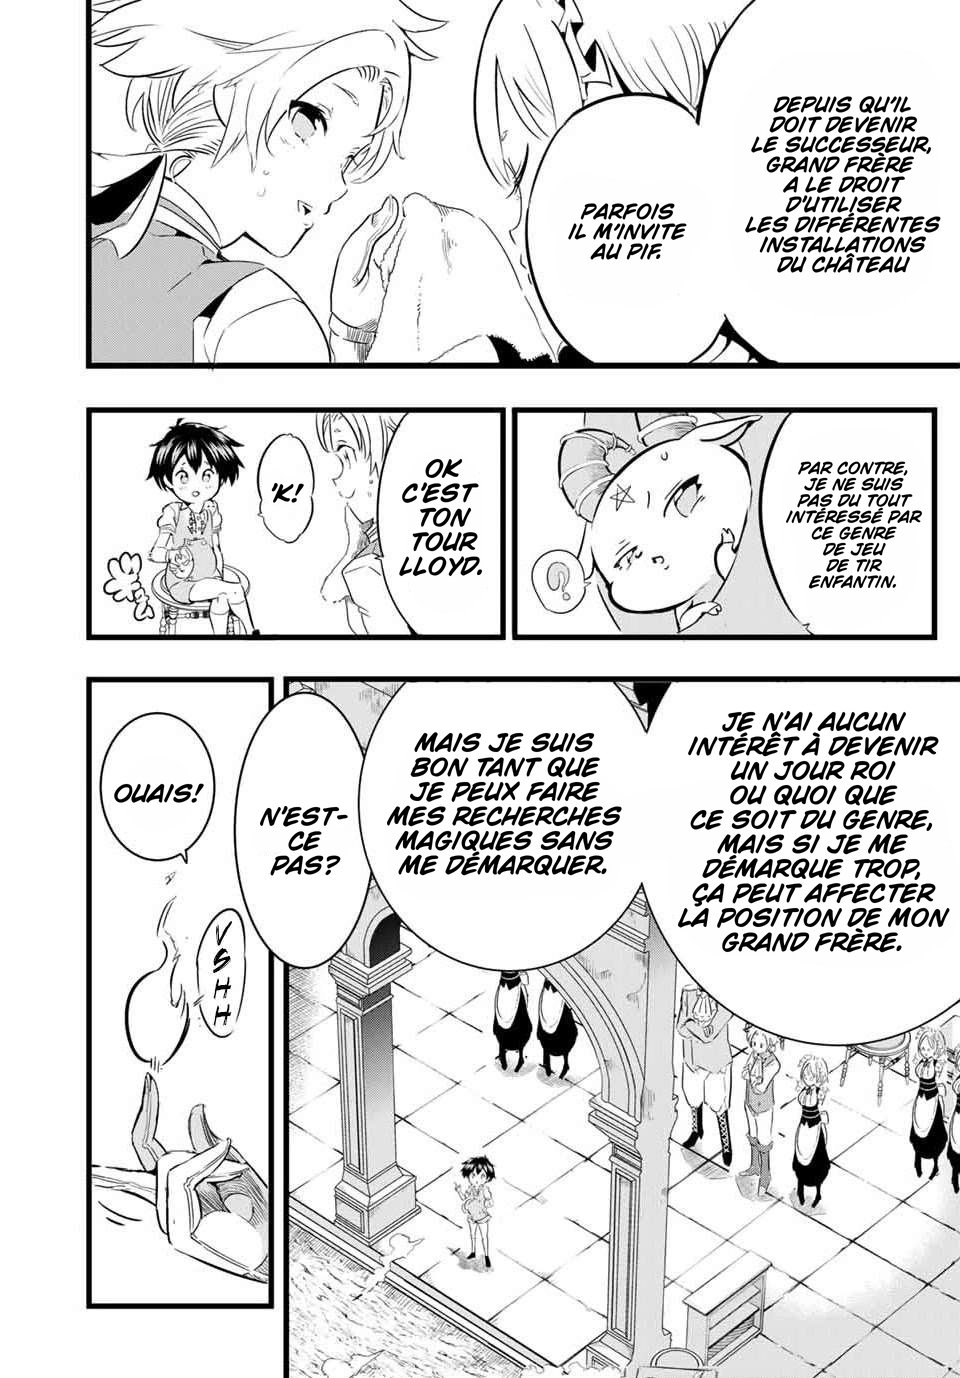 DEPUIS QU'IL
DOIT DEVENIR
LE SUCCESSEUR,
GRAND FRÈRE
A LE DROIT
D'UTILISER
LES DIFFÉRENTES
INSTALLATIONS
DU CHÂTEAU
PARFOIS
IL M'INVITE
AU PIF.
PAR CONTRE,
JE NE SUIS
PAS DU TOUT
INTÉRESSÉ PAR
CE GENRE
DE JEU
DE TIR
ENFANTIN.
?
OK
C'EST
TON
TOUR
LLOYD.
'K!
JE N'AI AUCUN
INTÉRÊT À DEVENIR
UN JOUR ROI
OU QUOI QUE
CE SOIT DU GENRE,
MAIS SI JE ME
DÉMARQUE TROP,
ÇA PEUT AFFECTER
LA POSITION DE MON
GRAND FRÈRE.
MAIS JE SUIS
BON TANT QUE
JE PEUX FAIRE
MES RECHERCHES
MAGIQUES SANS
ME DÉMARQUER.
N'EST-
CE
PAS?
OUAIS!
VSHH